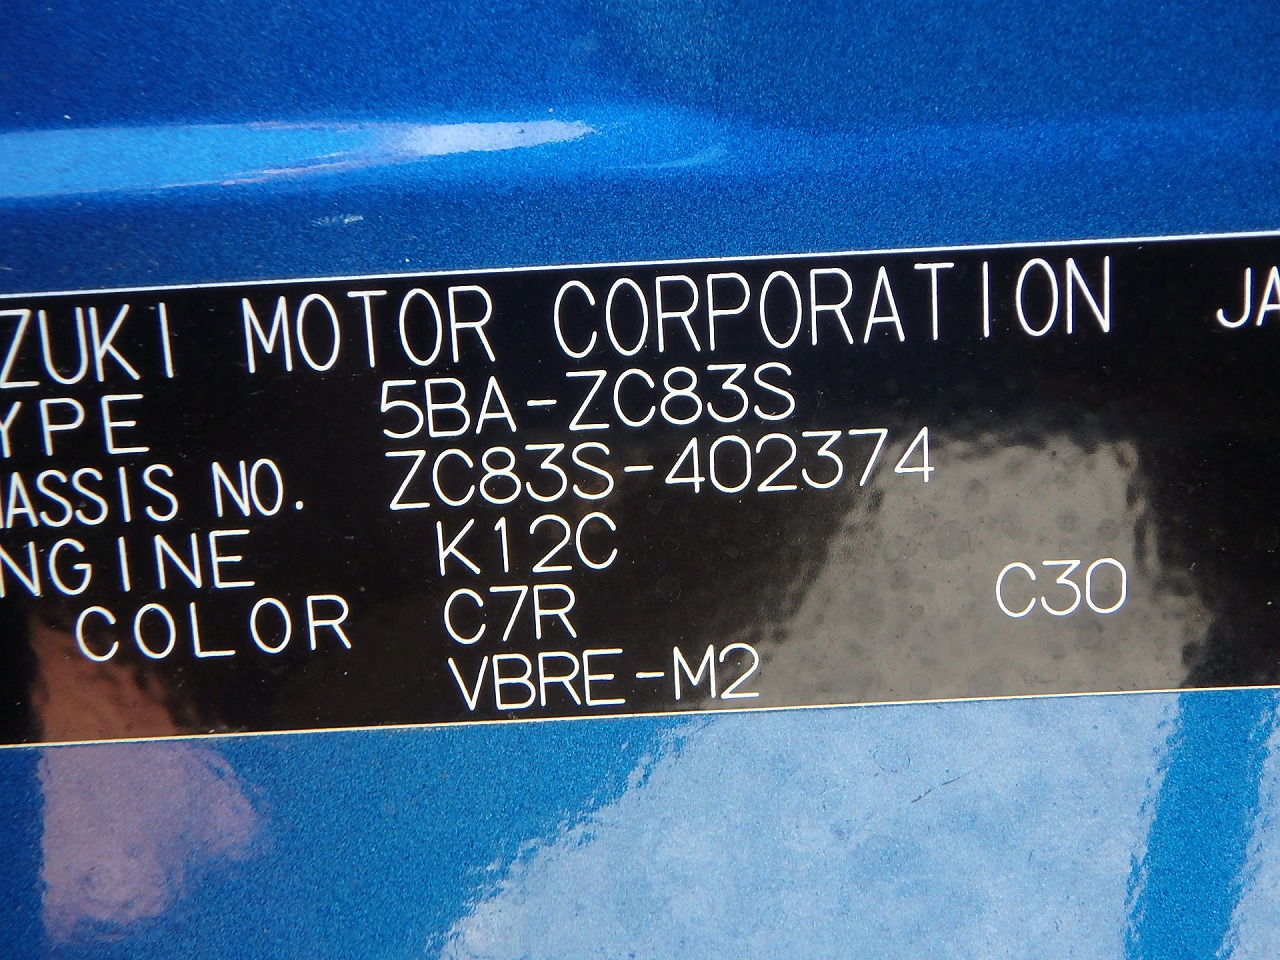 ZUKI MOTOR CORPORATION JA
YPE 5BA-ZC83S
ASSIS NO. ZC83S-402374
NGINE K12C
COLOR C7R C30
VBRE-M2